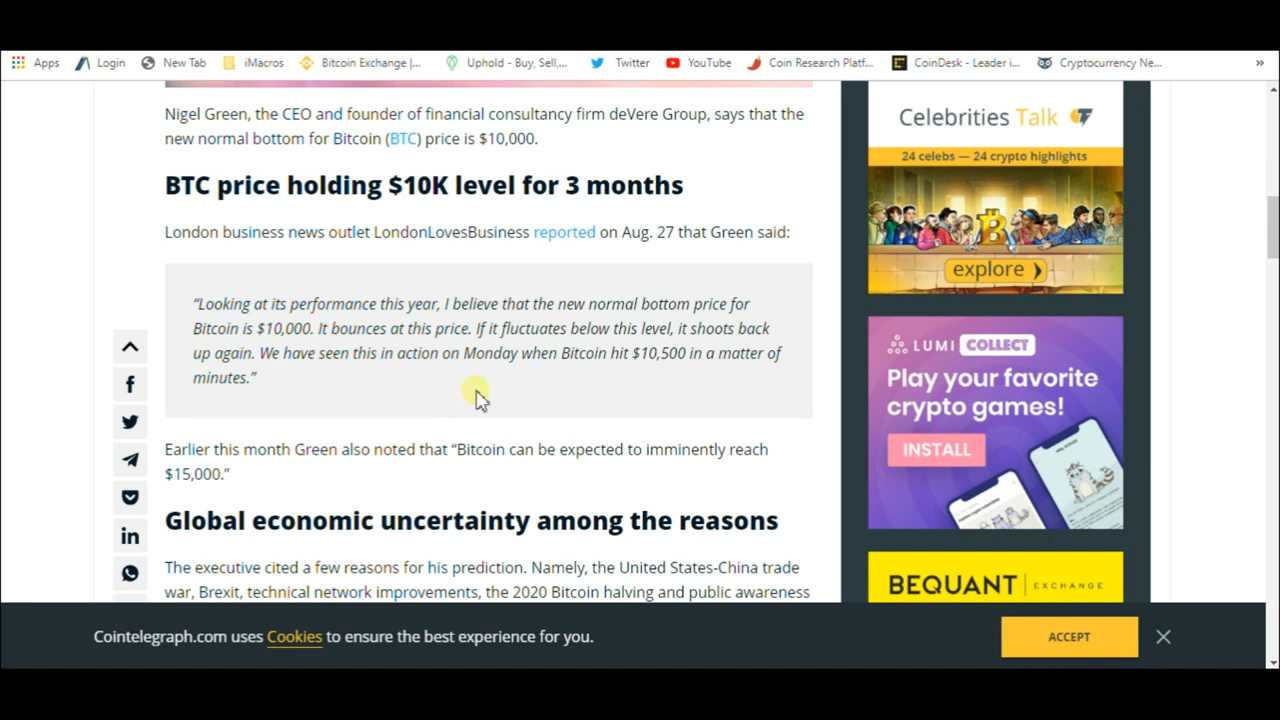 Apps Login New Tab iMacros Bitcoin Exchange |... Uphold - Buy, Sell,... Twitter YouTube Coin Research Platf... CoinDesk - Leader i... Cryptocurrency Ne... »
Nigel Green, the CEO and founder of financial consultancy firm deVere Group, says that the
new normal bottom for Bitcoin (BTC) price is $10,000.
BTC price holding $10K level for 3 months
London business news outlet LondonLovesBusiness reported on Aug. 27 that Green said:
“Looking at its performance this year, I believe that the new normal bottom price for
Bitcoin is $10,000. It bounces at this price. If it fluctuates below this level, it shoots back
up again. We have seen this in action on Monday when Bitcoin hit $10,500 in a matter of
minutes.”
Earlier this month Green also noted that “Bitcoin can be expected to imminently reach
$15,000.”
Global economic uncertainty among the reasons
The executive cited a few reasons for his prediction. Namely, the United States-China trade
war, Brexit, technical network improvements, the 2020 Bitcoin halving and public awareness
Celebrities Talk
24 celebs — 24 crypto highlights
explore
LUMI COLLECT
Play your favorite
crypto games!
INSTALL
BEQUANT EXCHANGE
Cointelegraph.com uses Cookies to ensure the best experience for you.
ACCEPT